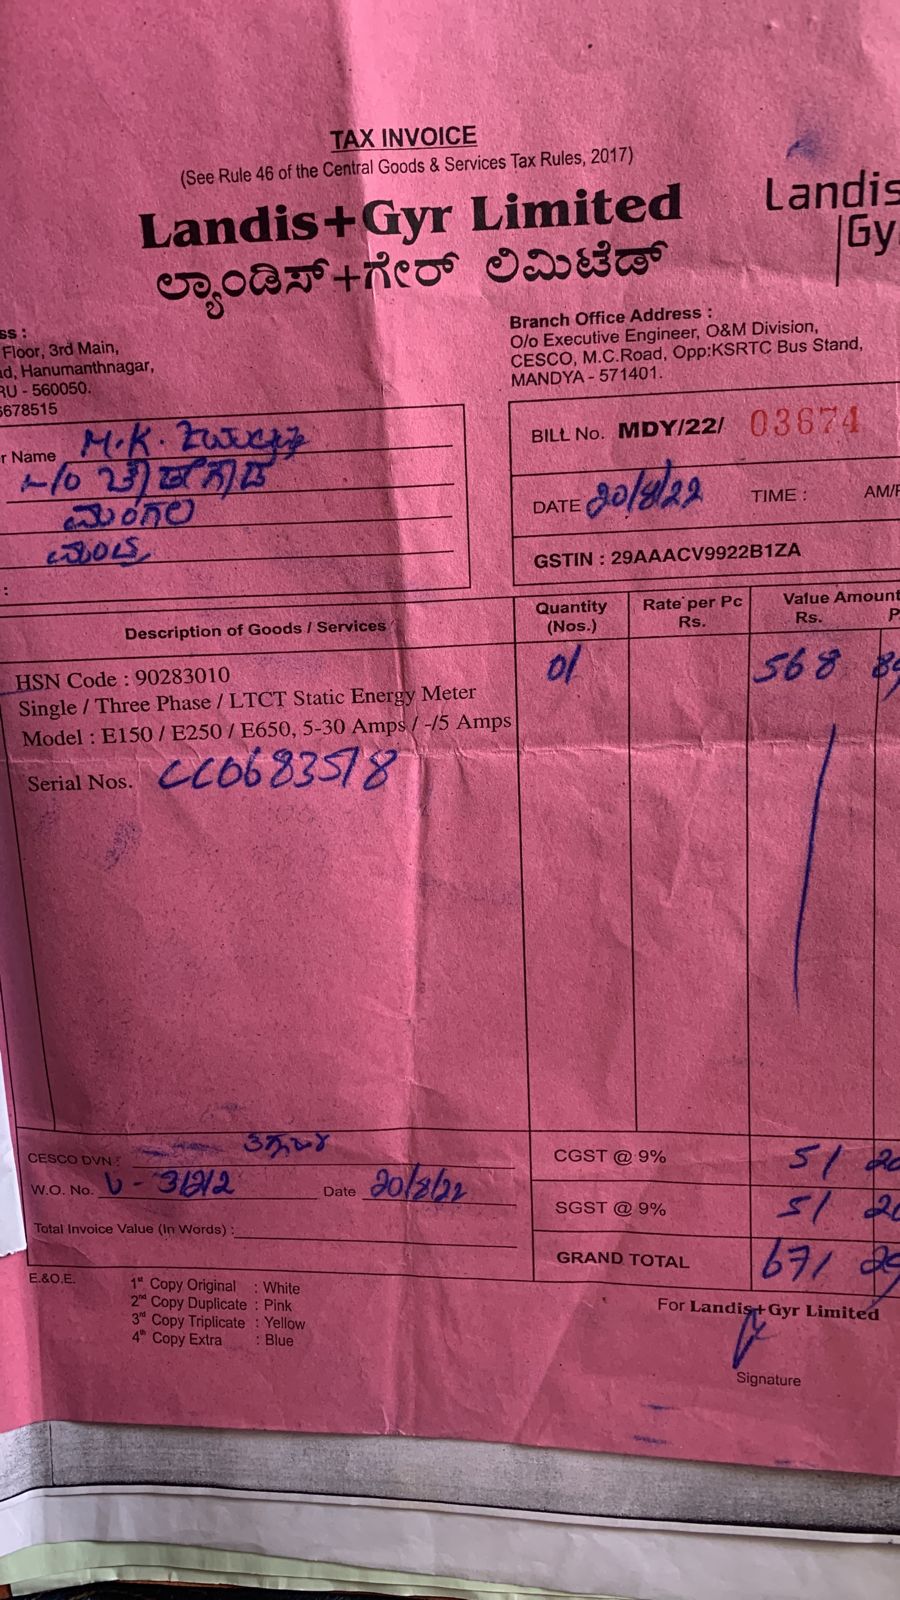 TAX INVOICE
(See Rule 46 of the Central Goods & Services Tax Rules, 2017)
Landis+Gyr Limited
ಲ್ಯಾಂಡಿಸ್+ಗೇರ್ ಲಿಮಿಟೆಡ್
Landis
Gy
ss :
Floor, 3rd Main,
d, Hanumanthnagar,
RU - 560050.
6678515
Branch Office Address :
O/o Executive Engineer, O&M Division,
CESCO, M.C.Road, Opp:KSRTC Bus Stand,
MANDYA - 571401.
r Name M.K.
ಮಂಗಲ
ಮಂಡ್ಯ
:
BILL No. MDY/22/ 03674
DATE 20/8/22 TIME : AM/P
GSTIN : 29AAACV9922B1ZA
Description of Goods / Services Quantity (Nos.) Rate per Pc Rs. Value Amount Rs. P
HSN Code : 90283010 01 568 89
Single / Three Phase / LTCT Static Energy Meter
Model : E150 / E250 / E650, 5-30 Amps / -/5 Amps
Serial Nos. CC0683518
CESCO DVN :
W.O. No. Date 20/8/22
Total Invoice Value (In Words) :
CGST @ 9% 51 20
SGST @ 9% 51 20
GRAND TOTAL 671 29
E.&O.E.
1st Copy Original : White
2nd Copy Duplicate : Pink
3rd Copy Triplicate : Yellow
4th Copy Extra : Blue
For Landis+Gyr Limited
Signature